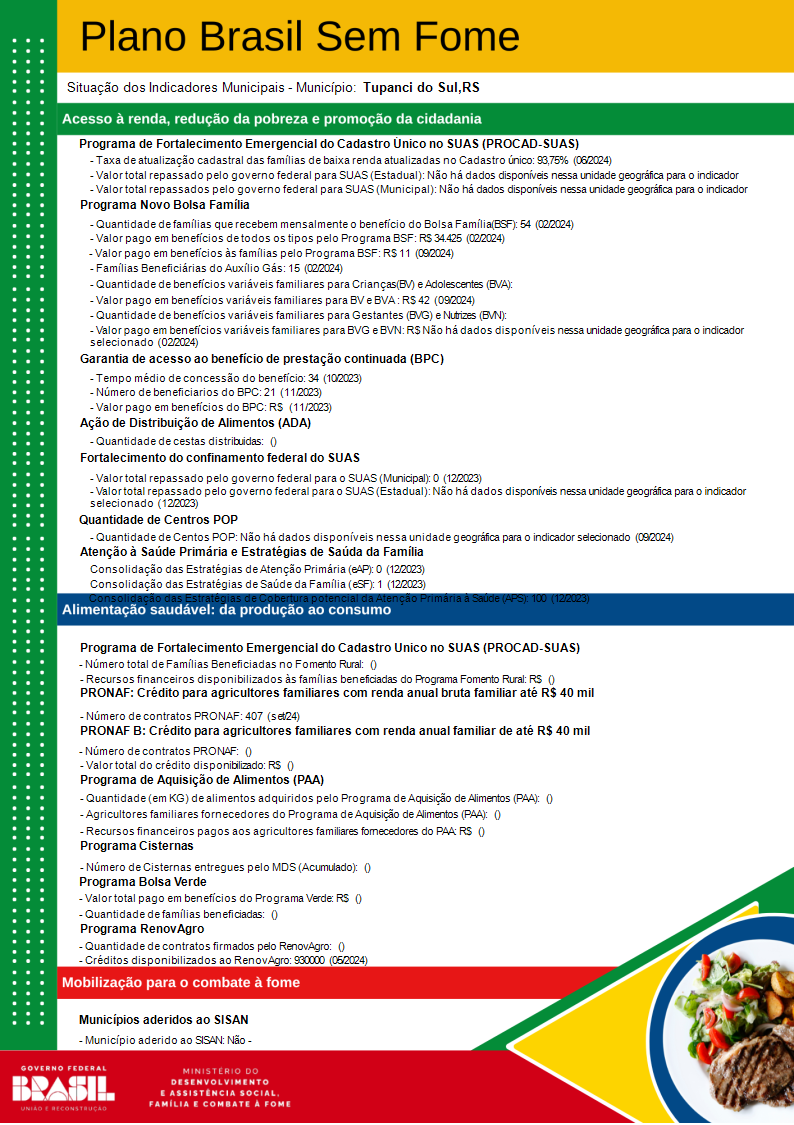 Plano Brasil Sem Fome
Situação dos Indicadores Municipais - Município: Tupanci do Sul,RS
Acesso à renda, redução da pobreza e promoção da cidadania
Programa de Fortalecimento Emergencial do Cadastro Único no SUAS (PROCAD-SUAS)
- Taxa de atualização cadastral das famílias de baixa renda atualizadas no Cadastro único: 93,75% (06/2024)
- Valor total repassado pelo governo federal para SUAS (Estadual): Não há dados disponíveis nessa unidade geográfica para o indicador
- Valor total repassados pelo governo federal para SUAS (Municipal): Não há dados disponíveis nessa unidade geográfica para o indicador
Programa Novo Bolsa Família
- Quantidade de famílias que recebem mensalmente o benefício do Bolsa Família(BSF): 54 (02/2024)
- Valor pago em benefícios de todos os tipos pelo Programa BSF: R$ 34.425 (02/2024)
- Valor pago em benefícios às famílias pelo Programa BSF: R$ 11 (09/2024)
- Famílias Beneficiárias do Auxílio Gás: 15 (02/2024)
- Quantidade de benefícios variáveis familiares para Crianças(BV) e Adolescentes (BVA):
- Valor pago em benefícios variáveis familiares para BV e BVA : R$ 42 (09/2024)
- Quantidade de benefícios variáveis familiares para Gestantes (BVG) e Nutrizes (BVN):
- Valor pago em benefícios variáveis familiares para BVG e BVN: R$ Não há dados disponíveis nessa unidade geográfica para o indicador
selecionado (02/2024)
Garantia de acesso ao benefício de prestação continuada (BPC)
- Tempo médio de concessão do benefício: 34 (10/2023)
- Número de beneficiarios do BPC: 21 (11/2023)
- Valor pago em benefícios do BPC: R$ (11/2023)
Ação de Distribuição de Alimentos (ADA)
- Quantidade de cestas distribuidas: ()
Fortalecimento do confinamento federal do SUAS
- Valor total repassado pelo governo federal para o SUAS (Municipal): 0 (12/2023)
- Valor total repassado pelo governo federal para o SUAS (Estadual): Não há dados disponíveis nessa unidade geográfica para o indicador
selecionado (12/2023)
Quantidade de Centros POP
- Quantidade de Centos POP: Não há dados disponíveis nessa unidade geográfica para o indicador selecionado (09/2024)
Atenção à Saúde Primária e Estratégias de Saúda da Família
Consolidação das Estratégias de Atenção Primária (eAP): 0 (12/2023)
Consolidação das Estratégias de Saúde da Família (eSF): 1 (12/2023)
Consolidação das Estratégias de Cobertura potencial da Atenção Primária à Saúde (APS): 100 (12/2023)
Alimentação saudável: da produção ao consumo
Programa de Fortalecimento Emergencial do Cadastro Unico no SUAS (PROCAD-SUAS)
- Número total de Famílias Beneficiadas no Fomento Rural: ()
- Recursos financeiros disponibilizados às famílias beneficiadas do Programa Fomento Rural: R$ ()
PRONAF: Crédito para agricultores familiares com renda anual bruta familiar até R$ 40 mil
- Número de contratos PRONAF: 407 (set/24)
PRONAF B: Crédito para agricultores familiares com renda anual familiar de até R$ 40 mil
- Número de contratos PRONAF: ()
- Valor total do crédito disponibilizado: R$ ()
Programa de Aquisição de Alimentos (PAA)
- Quantidade (em KG) de alimentos adquiridos pelo Programa de Aquisição de Alimentos (PAA): ()
- Agricultores familiares fornecedores do Programa de Aquisição de Alimentos (PAA): ()
- Recursos financeiros pagos aos agricultores familiares fornecedores do PAA: R$ ()
Programa Cisternas
- Número de Cisternas entregues pelo MDS (Acumulado): ()
Programa Bolsa Verde
- Valor total pago em benefícios do Programa Verde: R$ ()
- Quantidade de famílias beneficiadas: ()
Programa RenovAgro
- Quantidade de contratos firmados pelo RenovAgro: ()
- Créditos disponibilizados ao RenovAgro: 930000 (05/2024)
Mobilização para o combate à fome
Municípios aderidos ao SISAN
- Município aderido ao SISAN: Não -
GOVERNO FEDERAL
BRASIL
UNIÃO E RECONSTRUÇÃO
MINISTÉRIO DO
DESENVOLVIMENTO
E ASSISTÊNCIA SOCIAL,
FAMÍLIA E COMBATE À FOME